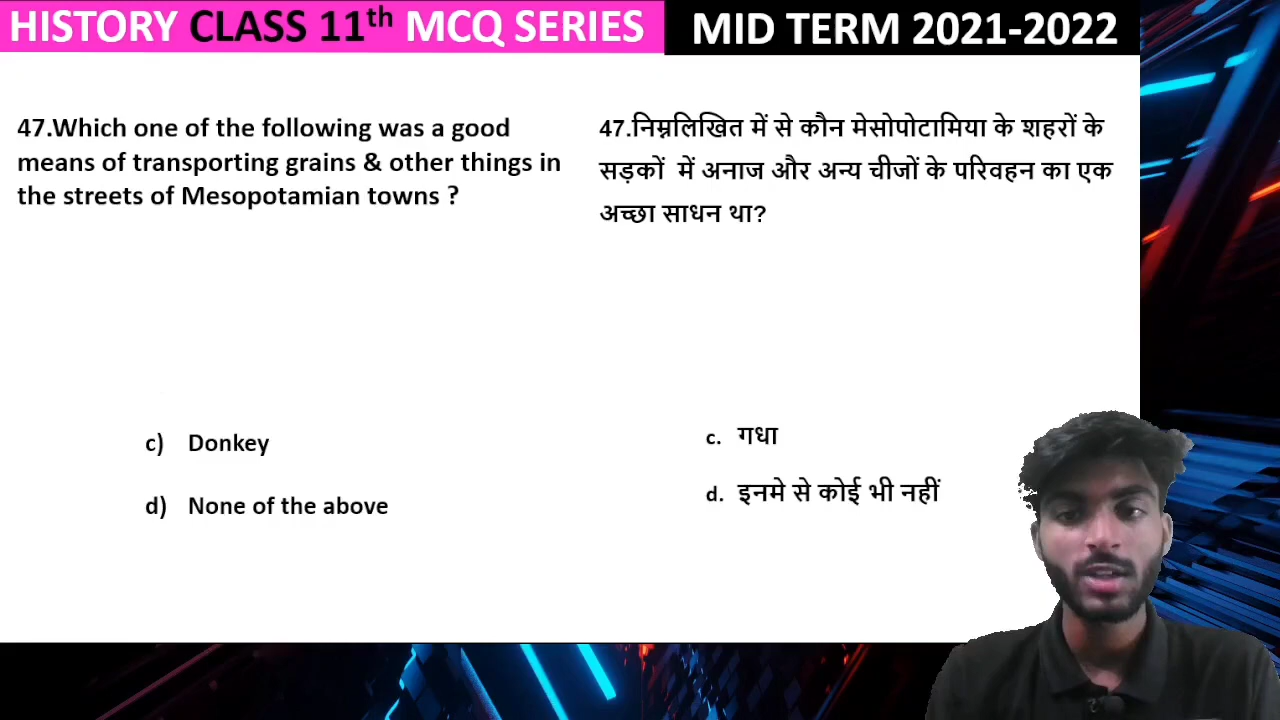 HISTORY CLASS 11th MCQ SERIES
MID TERM 2021-2022
47.Which one of the following was a good
means of transporting grains & other things in
the streets of Mesopotamian towns ?
c) Donkey
d) None of the above
47.निम्नलिखित में से कौन मेसोपोटामिया के शहरों के
सड़कों में अनाज और अन्य चीजों के परिवहन का एक
अच्छा साधन था?
c. गधा
d. इनमे से कोई भी नहीं